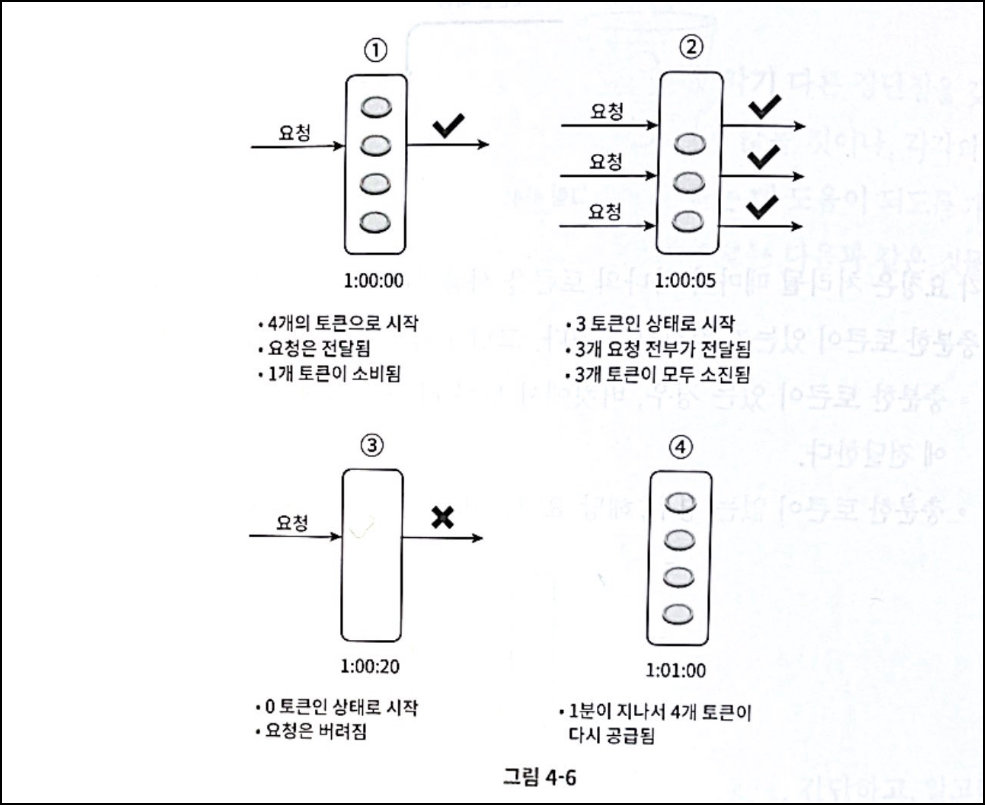 ①
요청
1:00:00
• 4개의 토큰으로 시작
• 요청은 전달됨
• 1개 토큰이 소비됨
②
요청
요청
요청
1:00:05
• 3 토큰인 상태로 시작
• 3개 요청 전부가 전달됨
• 3개 토큰이 모두 소진됨
③
요청
1:00:20
• 0 토큰인 상태로 시작
• 요청은 버려짐
④
1:01:00
• 1분이 지나서 4개 토큰이
다시 공급됨
그림 4-6